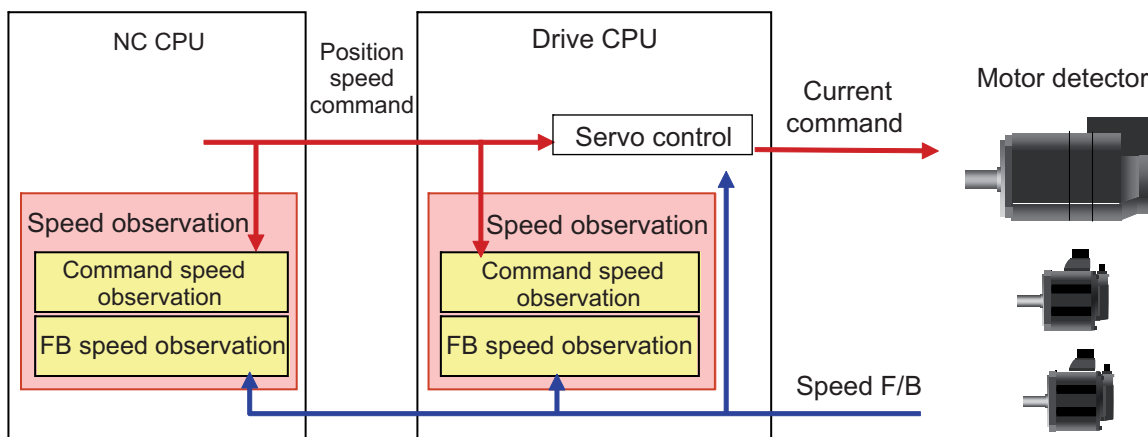 NC CPU
Position
speed
command
Drive CPU
Servo control
Current
command
Motor detector
Speed observation
Command speed
observation
FB speed observation
Speed observation
Command speed
observation
FB speed observation
Speed F/B